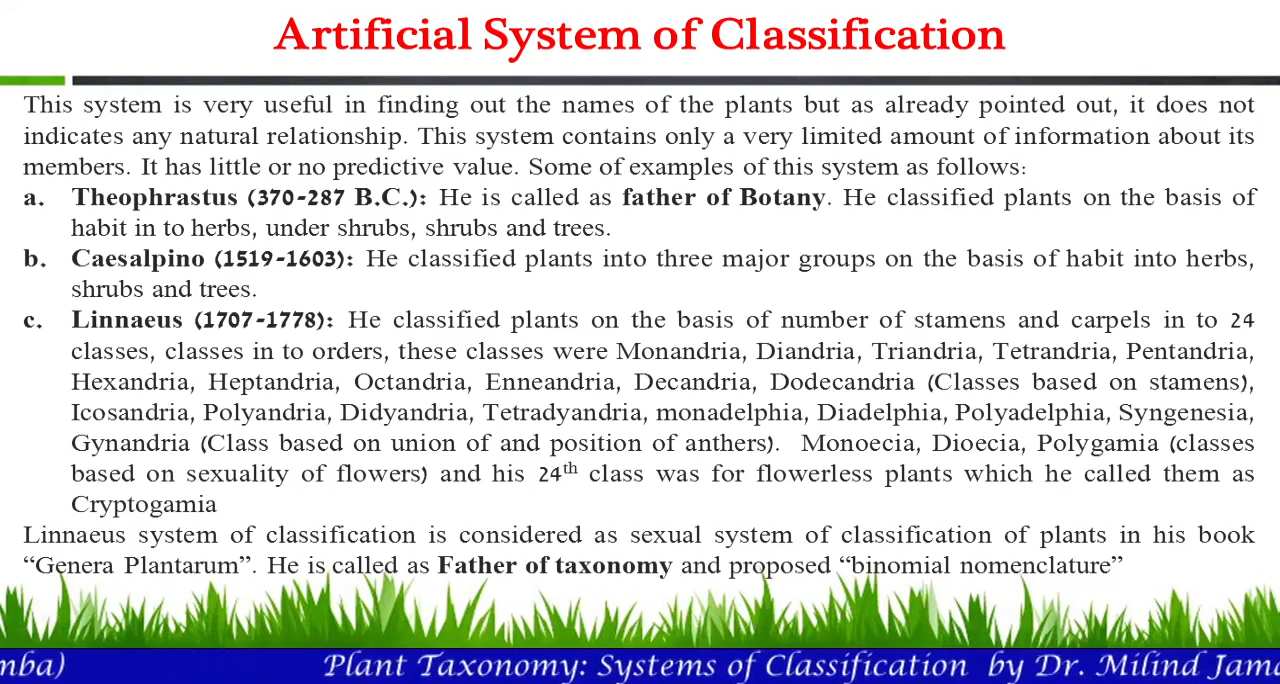 Artificial System of Classification
This system is very useful in finding out the names of the plants but as already pointed out, it does not
indicates any natural relationship. This system contains only a very limited amount of information about its
members. It has little or no predictive value. Some of examples of this system as follows:
a. Theophrastus (370-287 B.C.): He is called as father of Botany. He classified plants on the basis of
habit in to herbs, under shrubs, shrubs and trees.
b. Caesalpino (1519-1603): He classified plants into three major groups on the basis of habit into herbs,
shrubs and trees.
c. Linnaeus (1707-1778): He classified plants on the basis of number of stamens and carpels in to 24
classes, classes in to orders, these classes were Monandria, Diandria, Triandria, Tetrandria, Pentandria,
Hexandria, Heptandria, Octandria, Enneandria, Decandria, Dodecandria (Classes based on stamens),
Icosandria, Polyandria, Didyandria, Tetradyandria, monadelphia, Diadelphia, Polyadelphia, Syngenesia,
Gynandria (Class based on union of and position of anthers). Monoecia, Dioecia, Polygamia (classes
based on sexuality of flowers) and his 24th class was for flowerless plants which he called them as
Cryptogamia
Linnaeus system of classification is considered as sexual system of classification of plants in his book
“Genera Plantarum”. He is called as Father of taxonomy and proposed “binomial nomenclature”
mba) Plant Taxonomy: Systems of Classification by Dr. Milind Jama